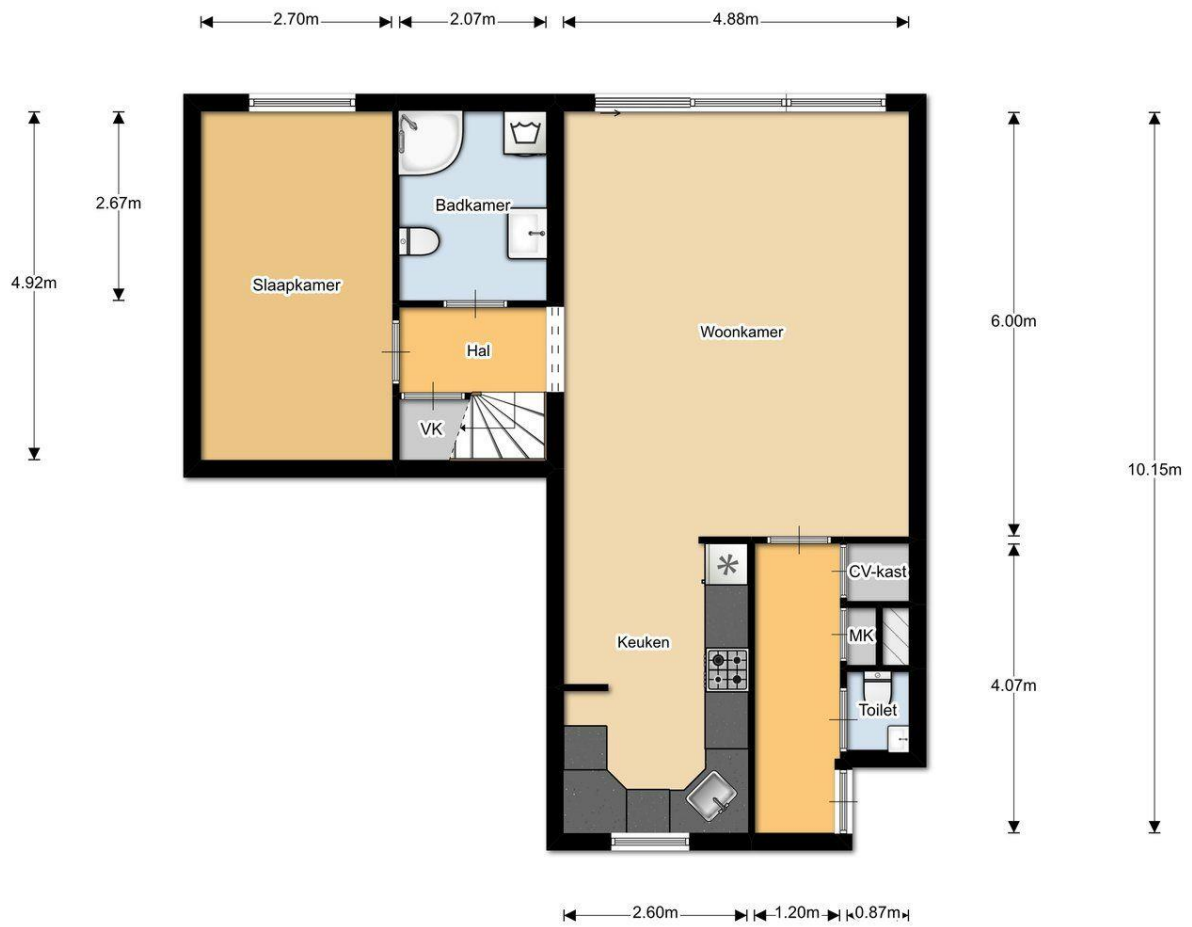 2.70m
2.07m
4.88m
4.92m
2.67m
Badkamer
Slaapkamer
Woonkamer
6.00m
Hal
VK
10.15m
CV-kast
MK
Keuken
4.07m
Toilet
2.60m
1.20m
0.87m